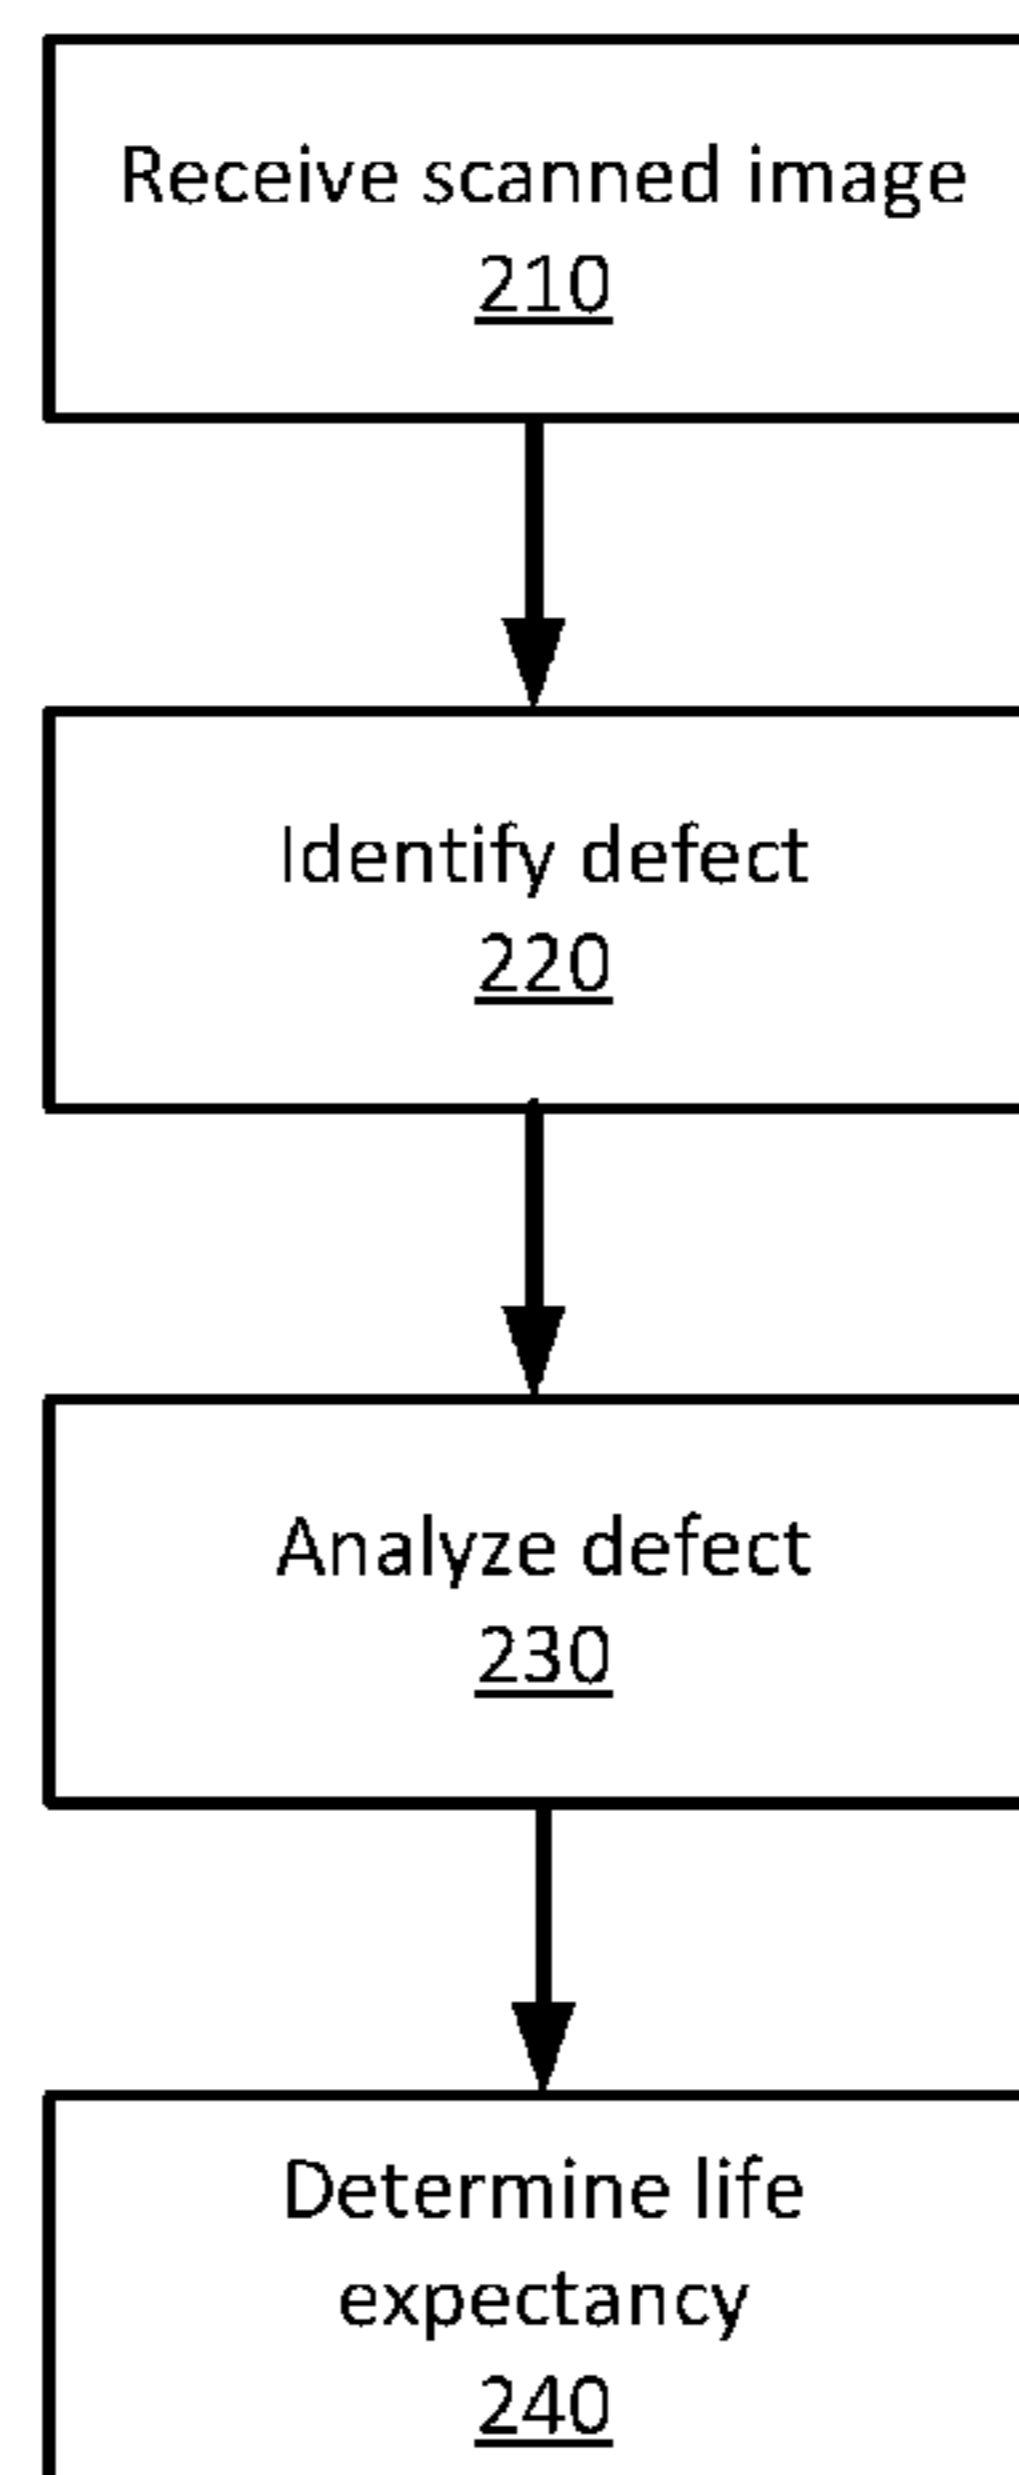 Receive scanned image
210
Identify defect
220
Analyze defect
230
Determine life
expectancy
240